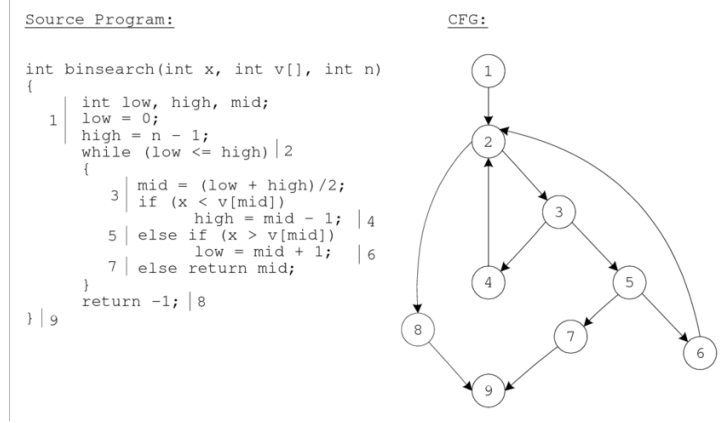 Source Program:
int binsearch(int x, int v[], int n)
{
int low, high, mid;
1 low = 0;
high = n - 1;
while (low <= high) 2
{
mid = (low + high)/2;
3 if (x < v[mid])
high = mid - 1; 4
5 else if (x > v[mid])
low = mid + 1; 6
7 else return mid;
}
return -1; 8
} 9
CFG:
1
2
3
4
5
8
7
6
9